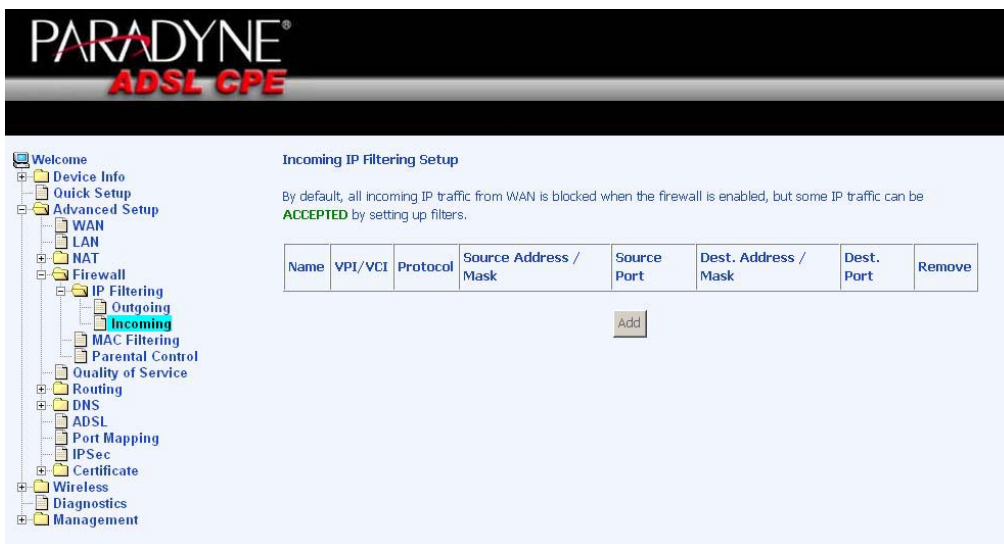 PARADYNE®
ADSL CPE
Welcome
Device Info
Quick Setup
Advanced Setup
WAN
LAN
NAT
Firewall
IP Filtering
Outgoing
Incoming
MAC Filtering
Parental Control
Quality of Service
Routing
DNS
ADSL
Port Mapping
IPSec
Certificate
Wireless
Diagnostics
Management
Incoming IP Filtering Setup
By default, all incoming IP traffic from WAN is blocked when the firewall is enabled, but some IP traffic can be
ACCEPTED by setting up filters.
Name VPI/VCI Protocol Source Address / Mask Source Port Dest. Address / Mask Dest. Port Remove
Add